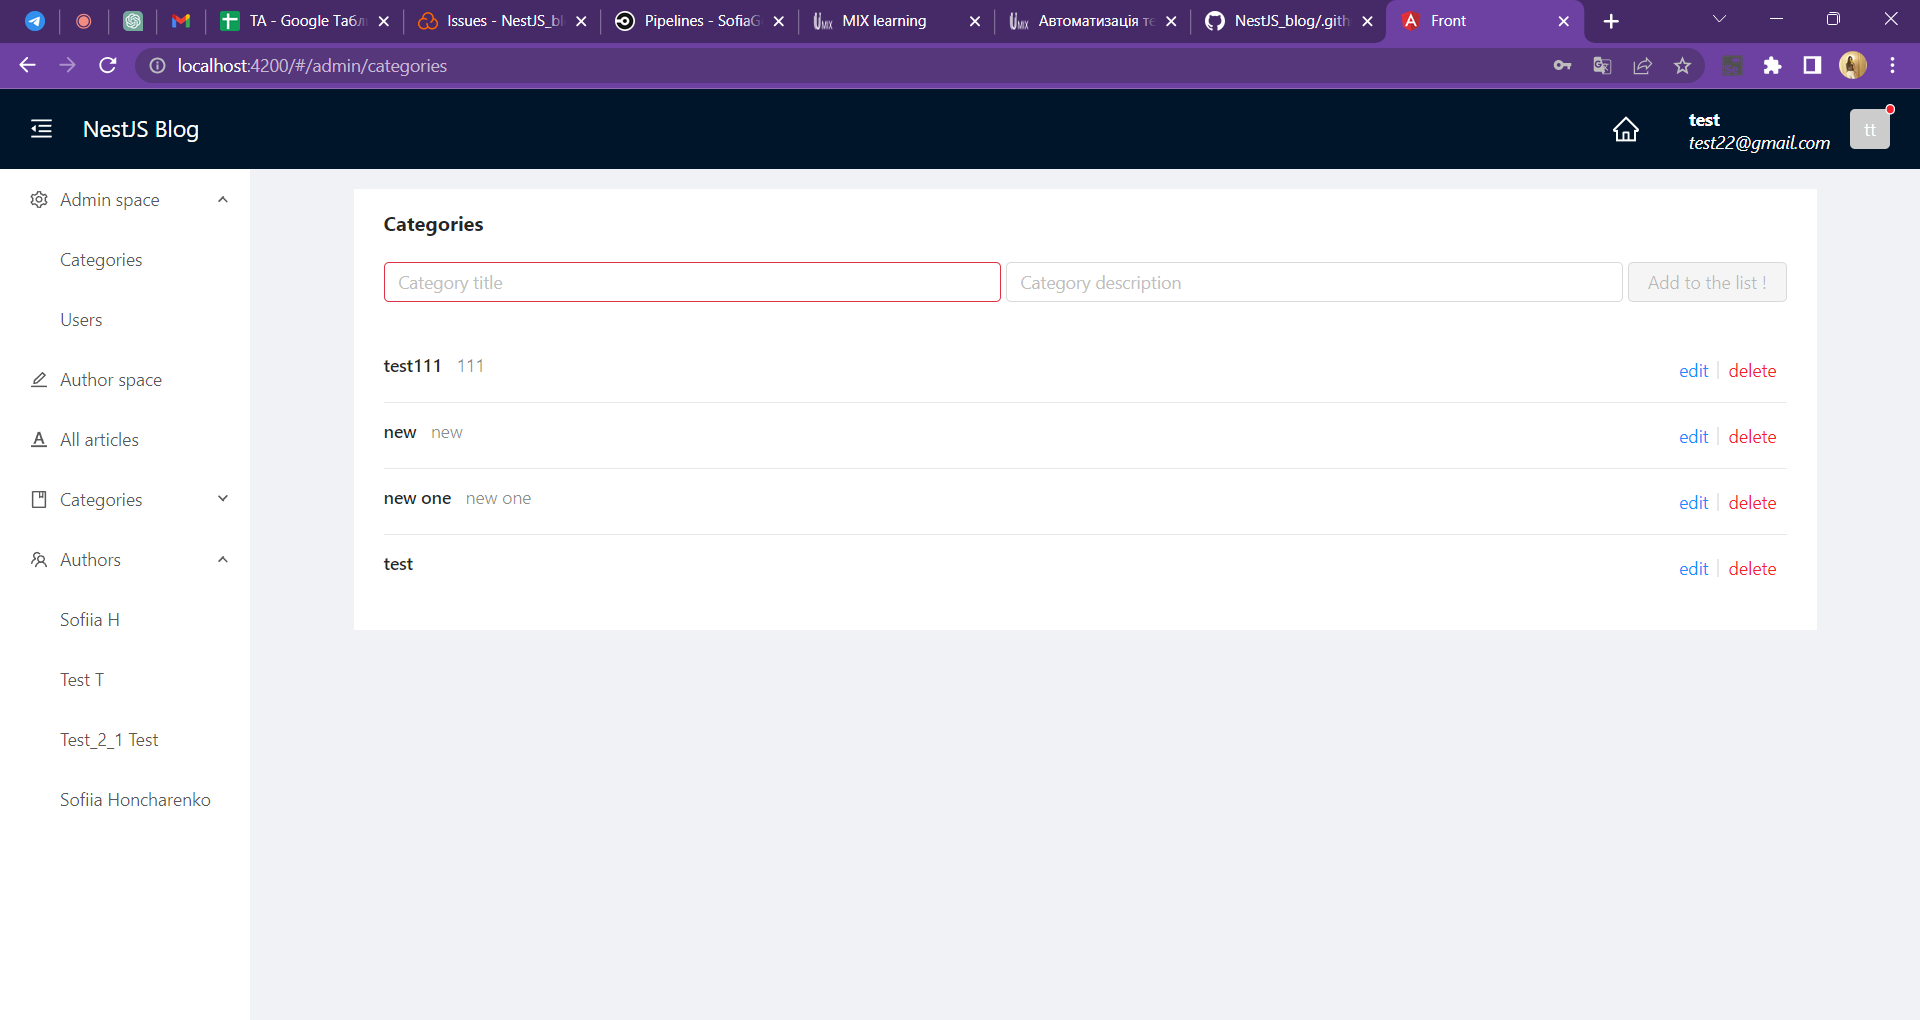 TA - Google Табл
Issues - NestJS_bl
Pipelines - SofiaG
MIX learning
Автоматизація те
NestJS_blog/.gith
Front
localhost:4200/#/admin/categories
NestJS Blog
test
test22@gmail.com
tt
Admin space
Categories
Users
Author space
All articles
Categories
Authors
Sofiia H
Test T
Test_2_1 Test
Sofiia Honcharenko
Categories
Category title
Category description
Add to the list !
test111 111
edit delete
new new
edit delete
new one new one
edit delete
test
edit delete